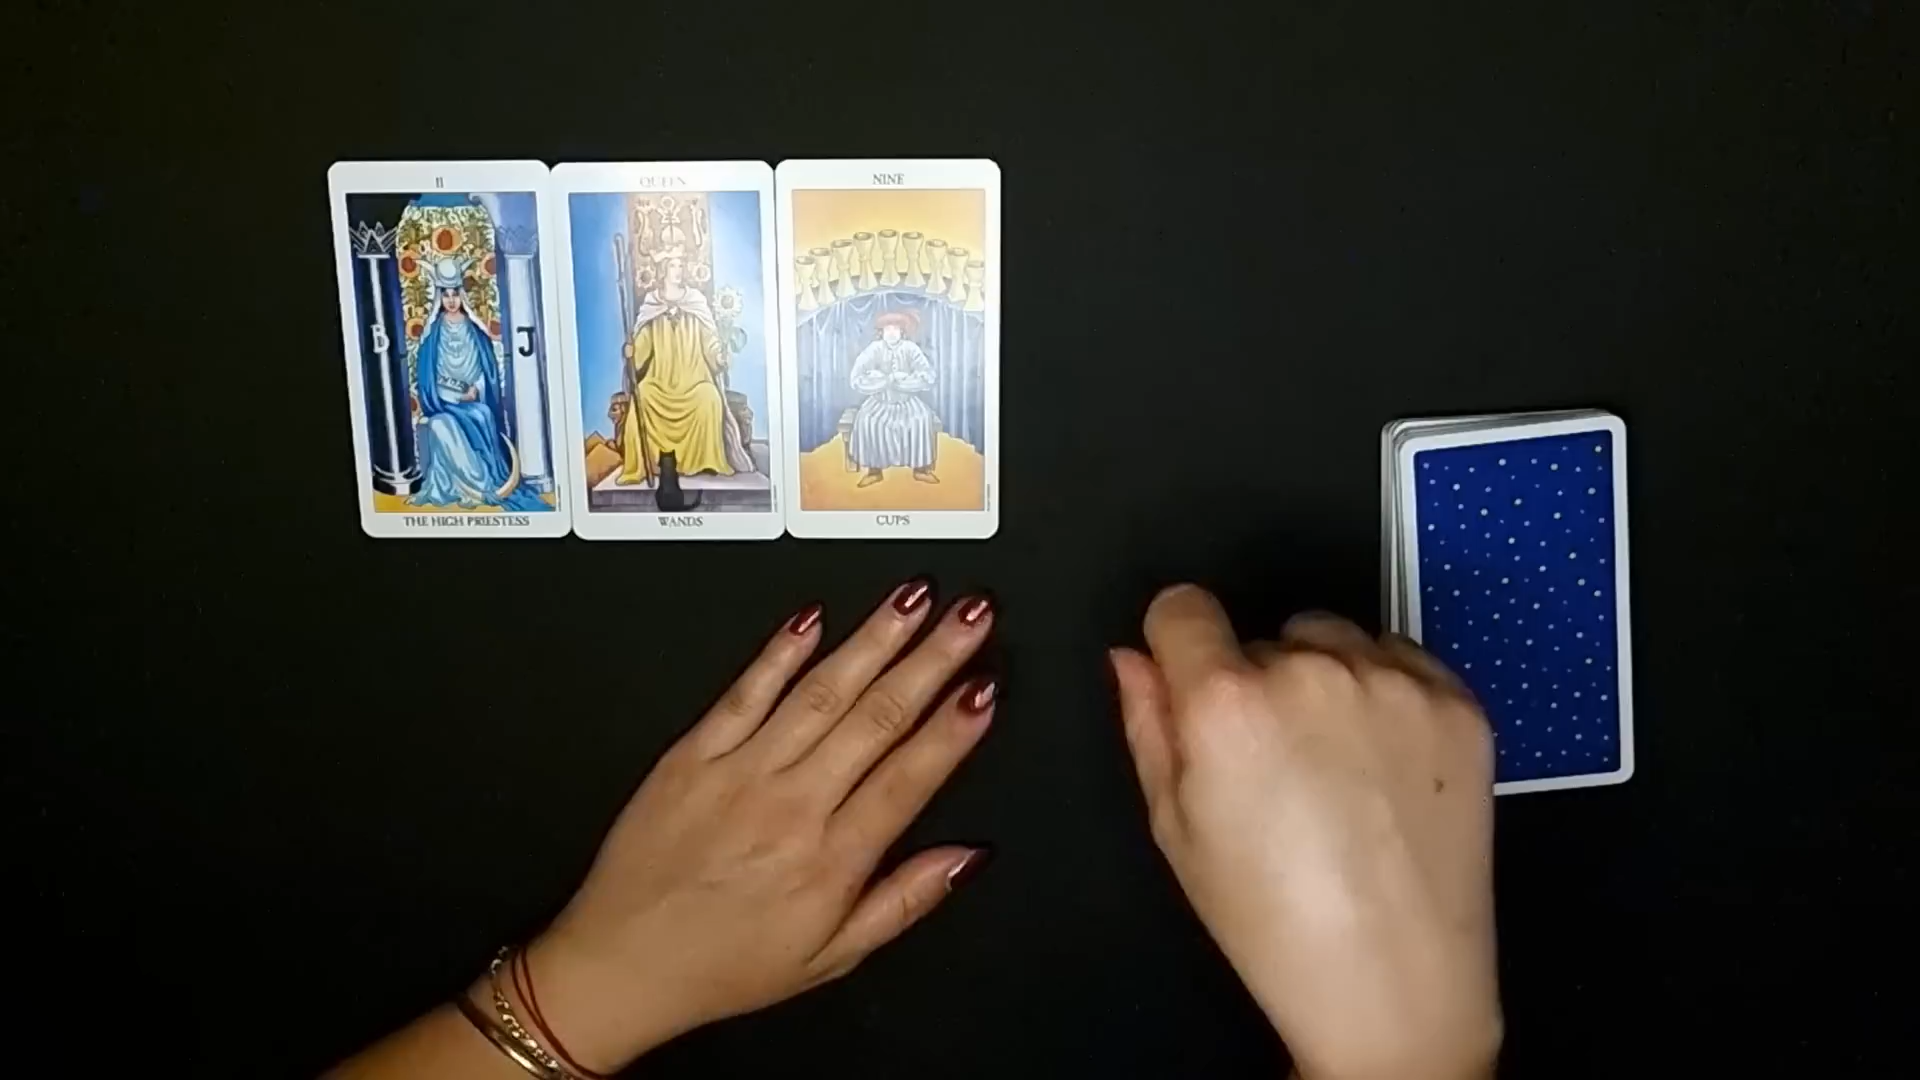 II
QUEEN
NINE
B
J
THE HIGH PRIESTESS
WANDS
CUPS